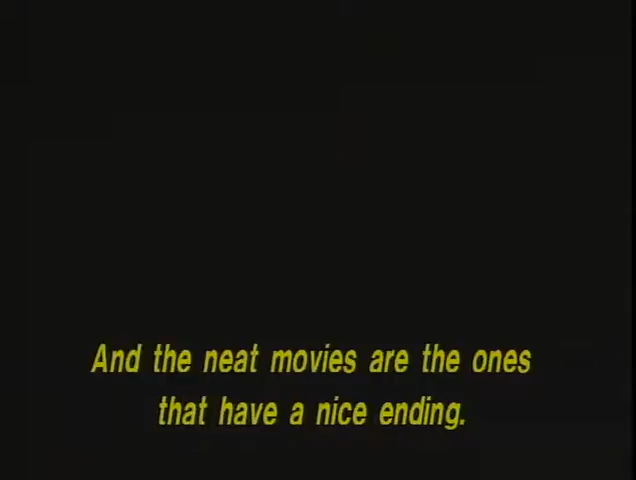 And the neat movies are the ones
that have a nice ending.